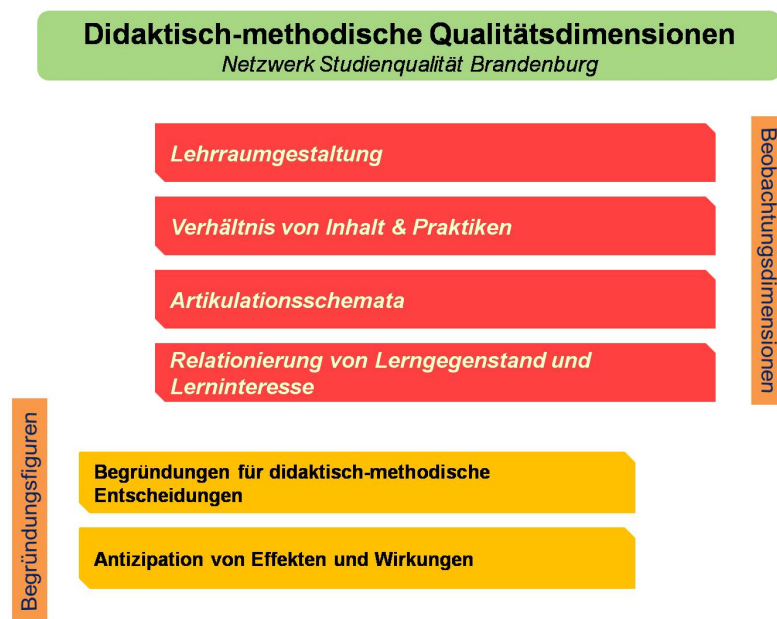 Didaktisch-methodische Qualitätsdimensionen
Netzwerk Studienqualität Brandenburg
Lehrraumgestaltung
Verhältnis von Inhalt & Praktiken
Artikulationsschemata
Relationierung von Lerngegenstand und
Lerninteresse
Beobachtungsdimensionen
Begründungsfiguren
Begründungen für didaktisch-methodische
Entscheidungen
Antizipation von Effekten und Wirkungen